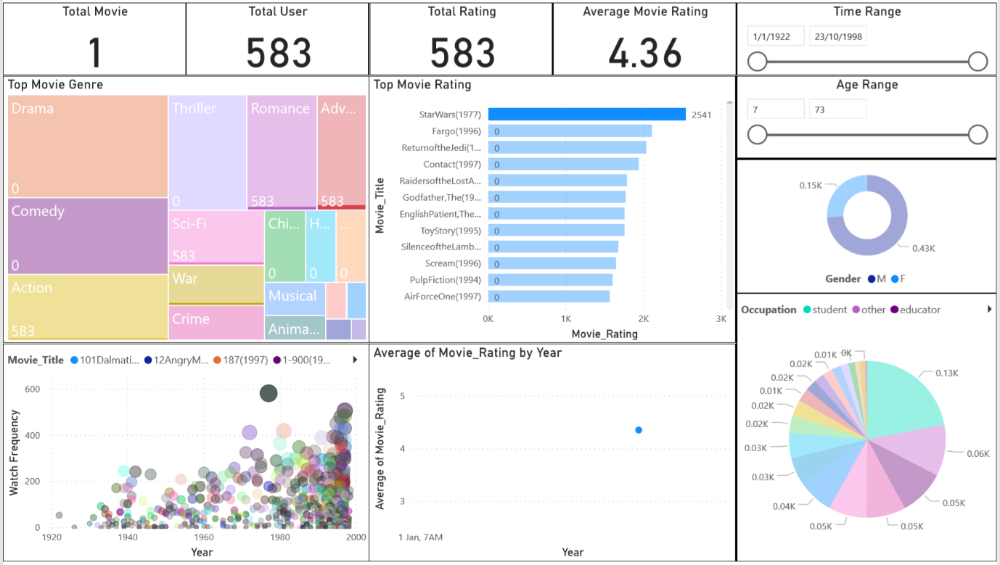 Total Movie
1
Total User
583
Total Rating
583
Average Movie Rating
4.36
Time Range
1/1/1922 23/10/1998
Age Range
7 73
Top Movie Genre
Drama
0
Comedy
0
Action
583
Thriller
0
Romance
583
Adv...
583
Sci-Fi
583
War
Crime
Chi...
0
H...
0
...
0
Musical
Anima...
Top Movie Rating
Movie_Title
StarWars(1977) 2541
Fargo(1996) 0
ReturnoftheJedi(1... 0
Contact(1997) 0
RaidersoftheLostA... 0
Godfather,The(19... 0
EnglishPatient,The... 0
ToyStory(1995) 0
SilenceoftheLamb... 0
Scream(1996) 0
PulpFiction(1994) 0
AirForceOne(1997) 0
0K 1K 2K 3K
Movie_Rating
0.15K
0.43K
Gender M F
Movie_Title 101Dalmati... 12AngryM... 187(1997) 1-900(19...
Watch Frequency
600
400
200
0
1920 1940 1960 1980 2000
Year
Average of Movie_Rating by Year
Average of Movie_Rating
5
4
3
1 Jan, 7AM
Year
Occupation student other educator
0.13K
0.06K
0.05K
0.05K
0.05K
0.04K
0.03K
0.03K
0.02K
0.02K
0.01K
0.02K
0.02K
0.01K
0K